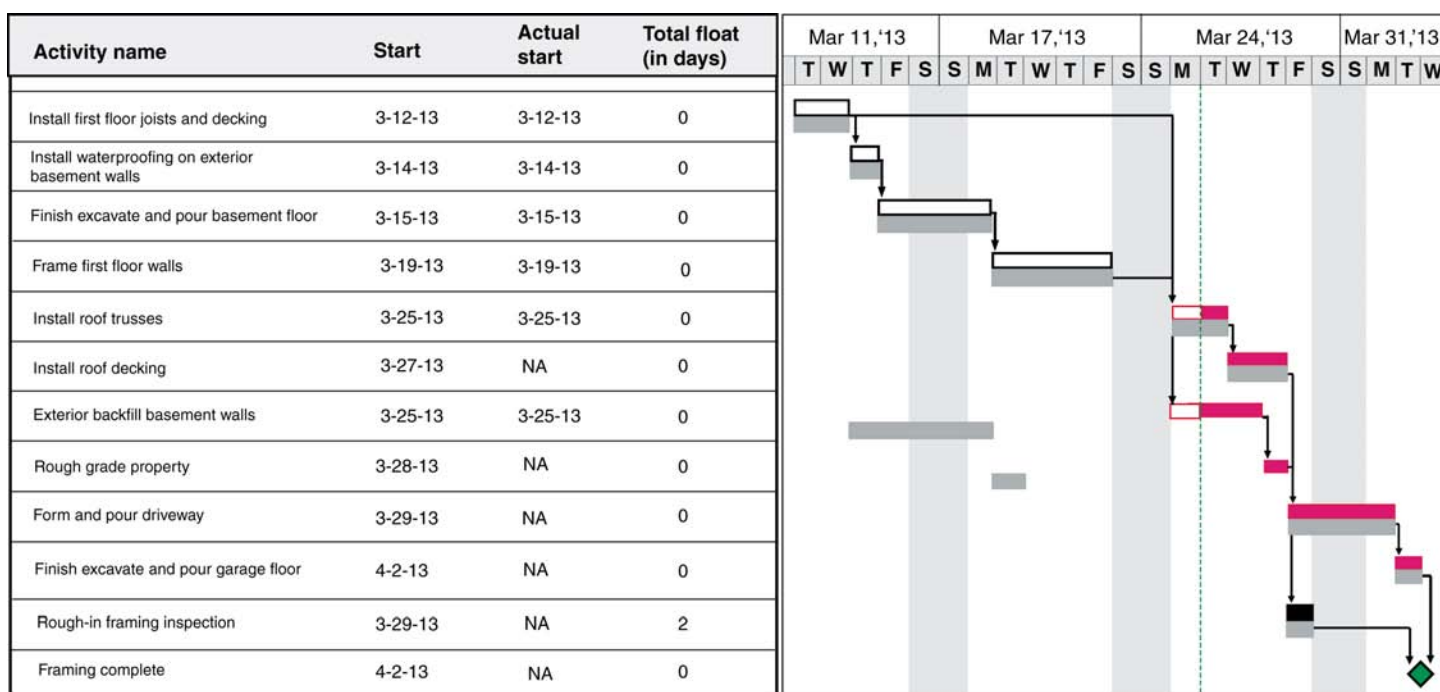 Activity name Start Actual start Total float (in days)
Mar 11,‘13 Mar 17,‘13 Mar 24,‘13 Mar 31,‘13
T W T F S S M T W T F S S M T W T F S S M T W
Install first floor joists and decking 3-12-13 3-12-13 0
Install waterproofing on exterior basement walls 3-14-13 3-14-13 0
Finish excavate and pour basement floor 3-15-13 3-15-13 0
Frame first floor walls 3-19-13 3-19-13 0
Install roof trusses 3-25-13 3-25-13 0
Install roof decking 3-27-13 NA 0
Exterior backfill basement walls 3-25-13 3-25-13 0
Rough grade property 3-28-13 NA 0
Form and pour driveway 3-29-13 NA 0
Finish excavate and pour garage floor 4-2-13 NA 0
Rough-in framing inspection 3-29-13 NA 2
Framing complete 4-2-13 NA 0